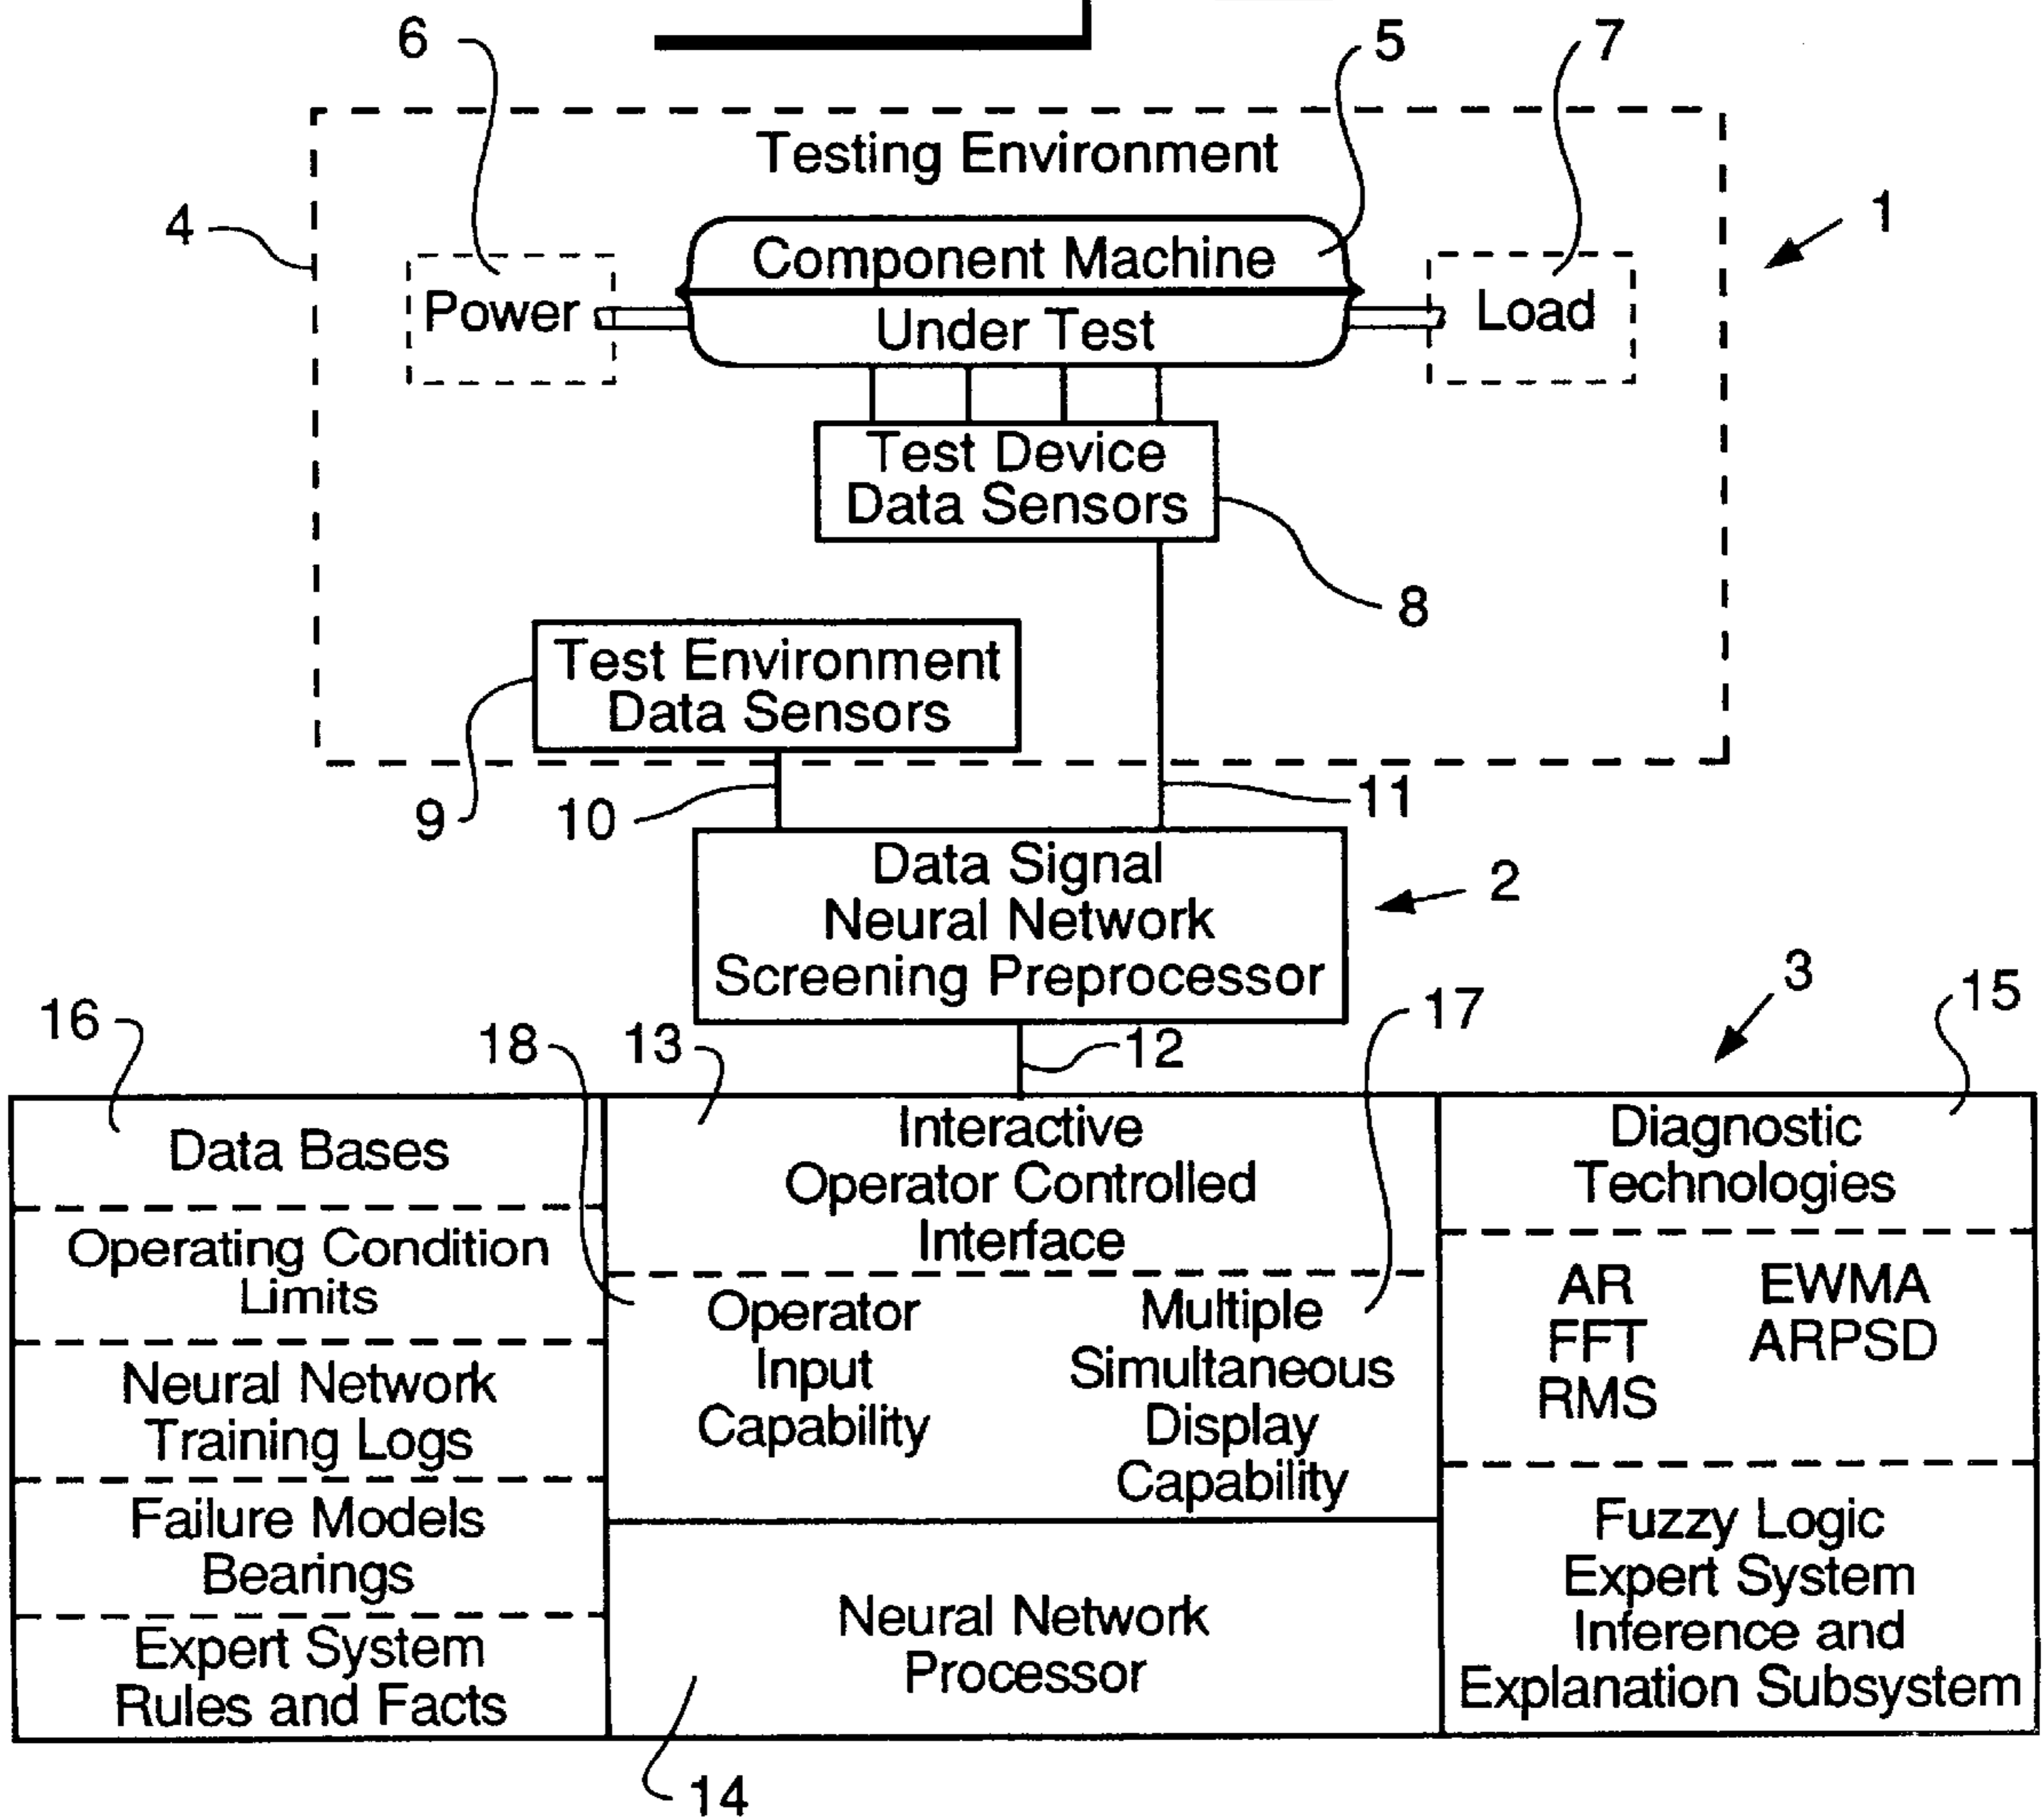 6
5
7
Testing Environment
4
1
Component Machine
Power
Load
Under Test
Test Device
Data Sensors
8
Test Environment
Data Sensors
9
10
11
Data Signal
Neural Network
Screening Preprocessor
2
3
15
16
18
13
12
17
Data Bases
Operating Condition
Limits
Neural Network
Training Logs
Failure Models
Bearings
Expert System
Rules and Facts
Interactive
Operator Controlled
Interface
Operator
Input
Capability
Multiple
Simultaneous
Display
Capability
Neural Network
Processor
14
Diagnostic
Technologies
AR EWMA
FFT ARPSD
RMS
Fuzzy Logic
Expert System
Inference and
Explanation Subsystem